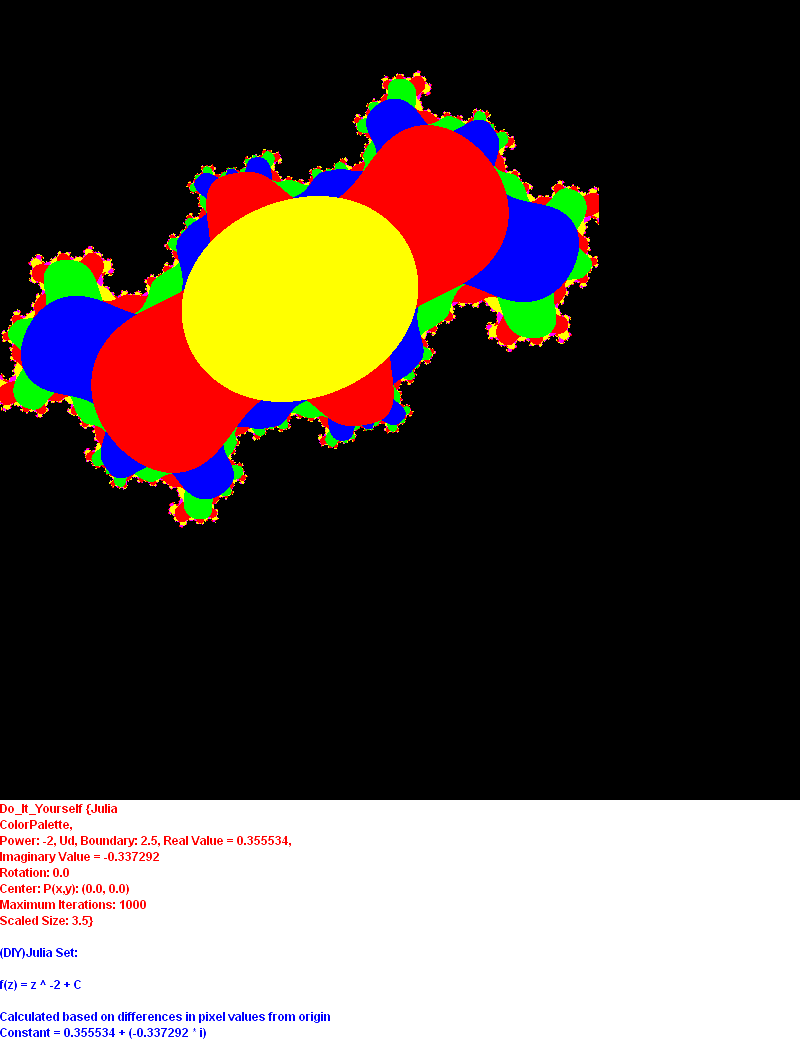 Do_It_Yourself {Julia
ColorPalette,
Power: -2, Ud, Boundary: 2.5, Real Value = 0.355534,
Imaginary Value = -0.337292
Rotation: 0.0
Center: P(x,y): (0.0, 0.0)
Maximum Iterations: 1000
Scaled Size: 3.5}
(DIY)Julia Set:
f(z) = z ^ -2 + C
Calculated based on differences in pixel values from origin
Constant = 0.355534 + (-0.337292 * i)